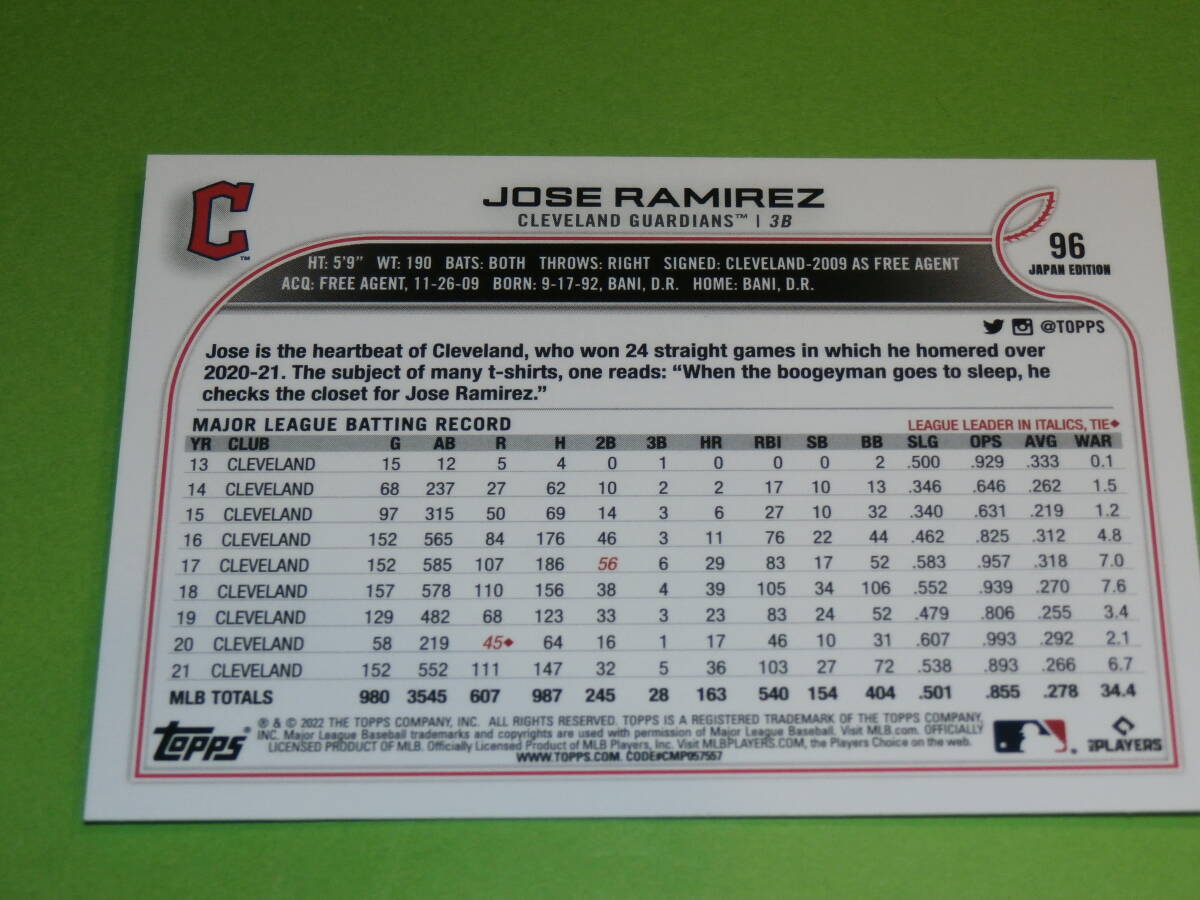 C™
JOSE RAMIREZ
CLEVELAND GUARDIANS™ | 3B
96
JAPAN EDITION
HT: 5'9" WT: 190 BATS: BOTH THROWS: RIGHT SIGNED: CLEVELAND-2009 AS FREE AGENT
ACQ: FREE AGENT, 11-26-09 BORN: 9-17-92, BANI, D.R. HOME: BANI, D.R.
@TOPPS
Jose is the heartbeat of Cleveland, who won 24 straight games in which he homered over
2020-21. The subject of many t-shirts, one reads: “When the boogeyman goes to sleep, he
checks the closet for Jose Ramirez.”
MAJOR LEAGUE BATTING RECORD LEAGUE LEADER IN ITALICS, TIE♦
YR CLUB G AB R H 2B 3B HR RBI SB BB SLG OPS AVG WAR
13 CLEVELAND 15 12 5 4 0 1 0 0 0 2 .500 .929 .333 0.1
14 CLEVELAND 68 237 27 62 10 2 2 17 10 13 .346 .646 .262 1.5
15 CLEVELAND 97 315 50 69 14 3 6 27 10 32 .340 .631 .219 1.2
16 CLEVELAND 152 565 84 176 46 3 11 76 22 44 .462 .825 .312 4.8
17 CLEVELAND 152 585 107 186 56 6 29 83 17 52 .583 .957 .318 7.0
18 CLEVELAND 157 578 110 156 38 4 39 105 34 106 .552 .939 .270 7.6
19 CLEVELAND 129 482 68 123 33 3 23 83 24 52 .479 .806 .255 3.4
20 CLEVELAND 58 219 45♦ 64 16 1 17 46 10 31 .607 .993 .292 2.1
21 CLEVELAND 152 552 111 147 32 5 36 103 27 72 .538 .893 .266 6.7
MLB TOTALS 980 3545 607 987 245 28 163 540 154 404 .501 .855 .278 34.4
topps®
® & © 2022 THE TOPPS COMPANY, INC. ALL RIGHTS RESERVED. TOPPS IS A REGISTERED TRADEMARK OF THE TOPPS COMPANY,
INC. Major League Baseball trademarks and copyrights are used with permission of Major League Baseball. Visit MLB.com. OFFICIALLY
LICENSED PRODUCT OF MLB. Officially Licensed Product of MLB Players, Inc. Visit MLBPLAYERS.COM, the Players Choice on the web.
WWW.TOPPS.COM. CODE#CMP057557
PLAYERS